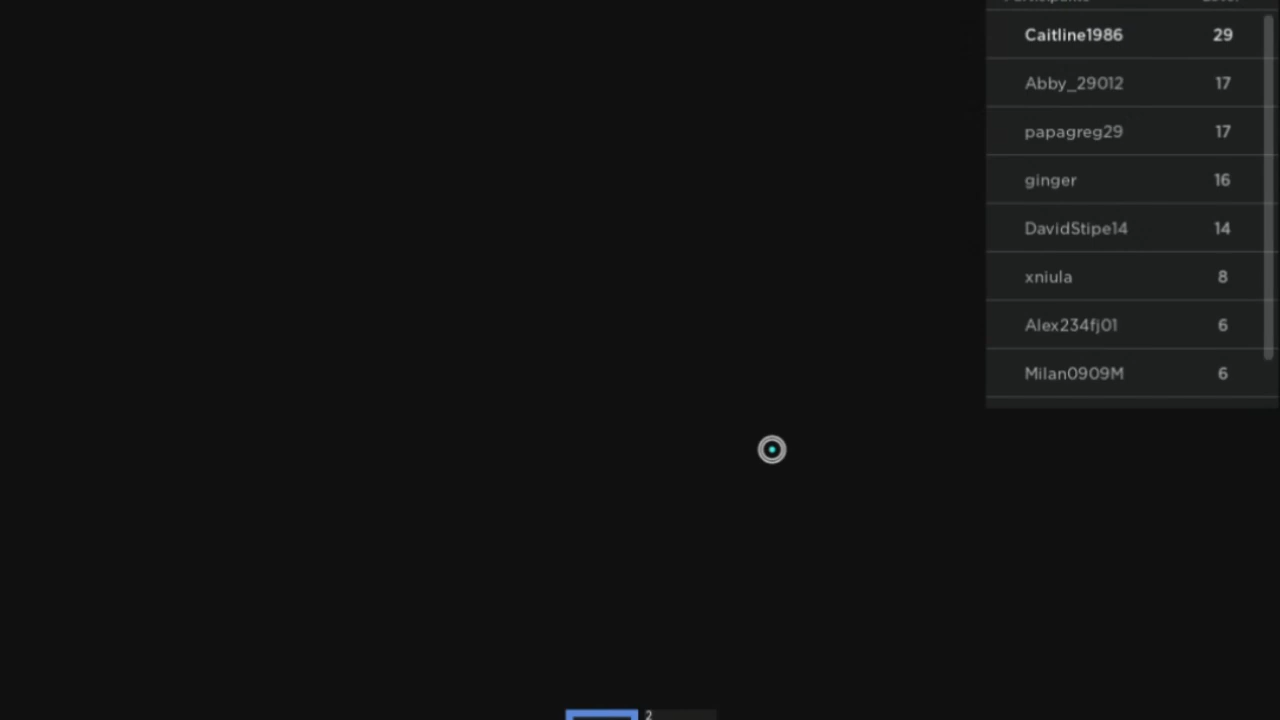 Caitline1986 29
Abby_29012 17
papagreg29 17
ginger 16
DavidStipe14 14
xniula 8
Alex234fj01 6
Milan0909M 6
2